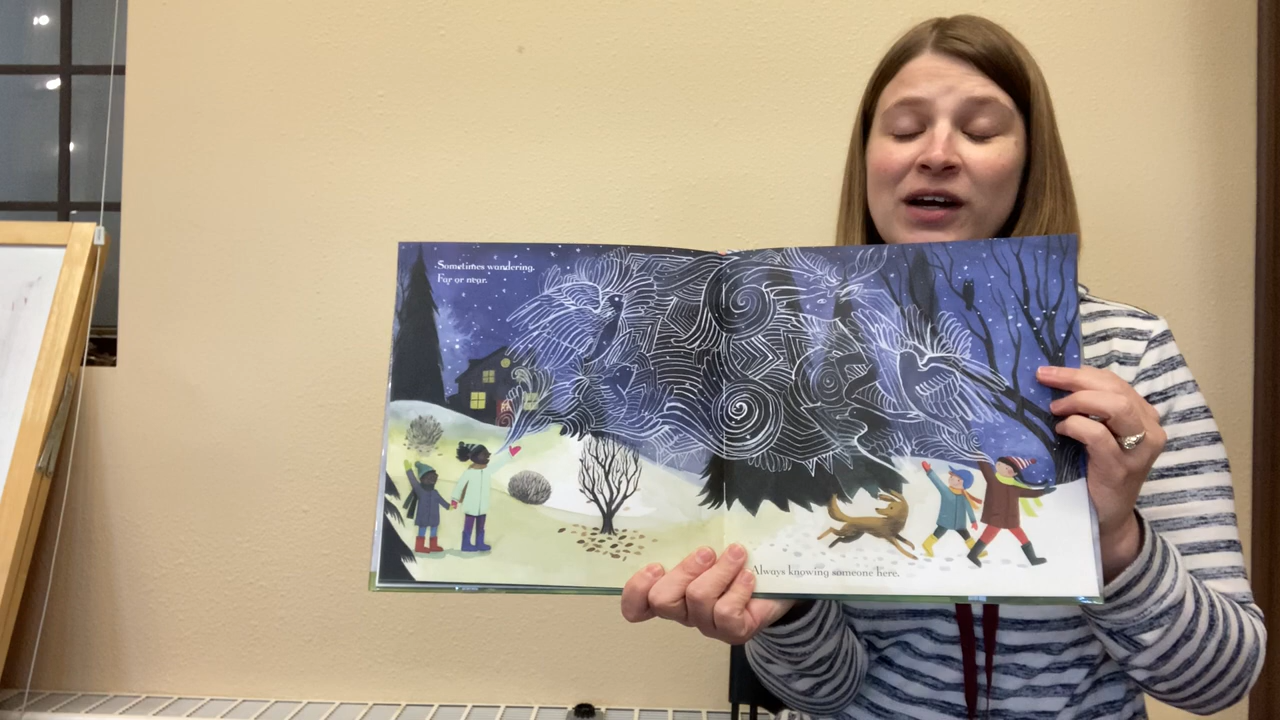 Sometimes wandering.
Far or near.
Always knowing someone here.